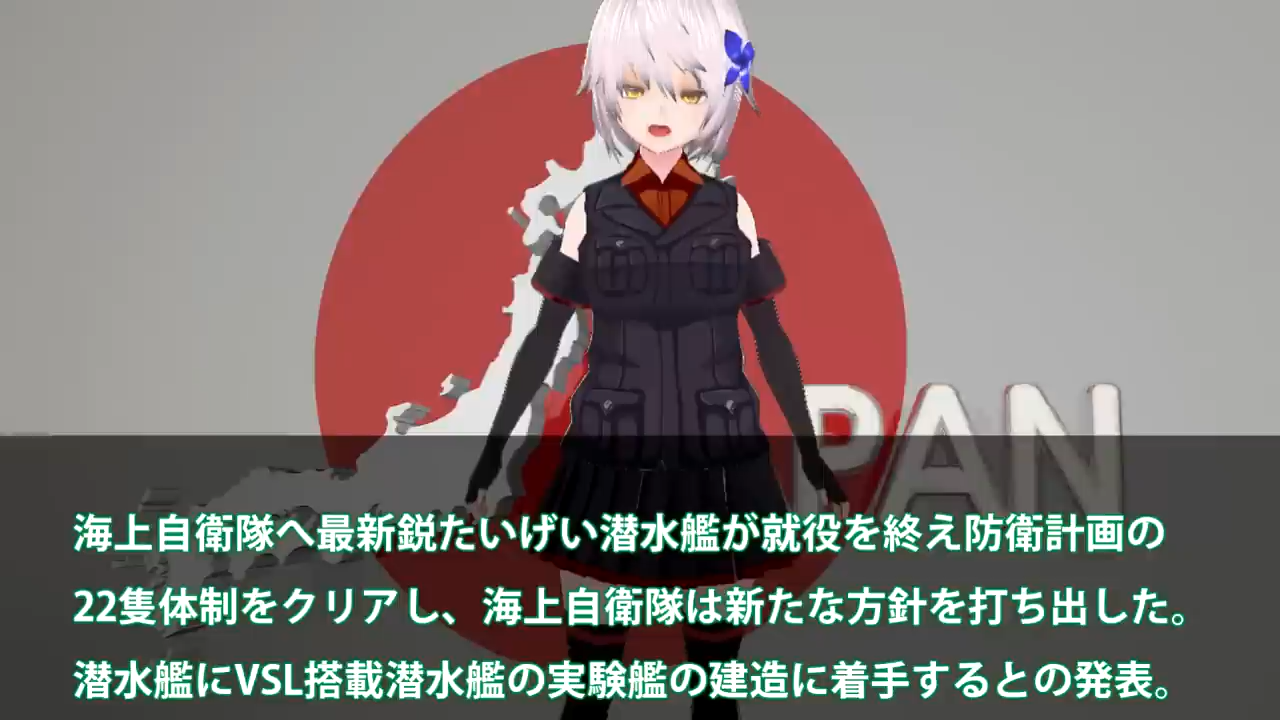 PAN
海上自衛隊へ最新鋭たいげい潜水艦が就役を終え防衛計画の
22隻体制をクリアし、海上自衛隊は新たな方針を打ち出した。
潜水艦にVSL搭載潜水艦の実験艦の建造に着手するとの発表。